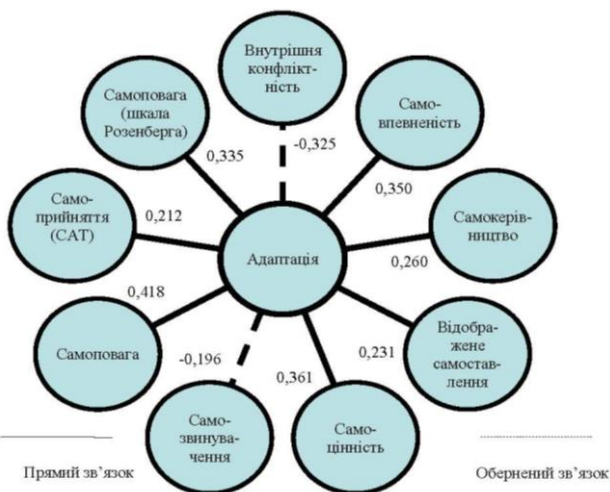 Внутрішня
конфлікт-
ність
-0,325
Само-
впевненість
0,350
Самокерів-
ництво
0,260
Відобра-
жене
самостав-
лення
0,231
Само-
цінність
0,361
Само-
звинува-
чення
-0,196
Самоповага
0,418
Само-
прийняття
(САТ)
0,212
Самоповага
(шкала
Розенберга)
0,335
Адаптація
Прямий зв’язок
Обернений зв’язок